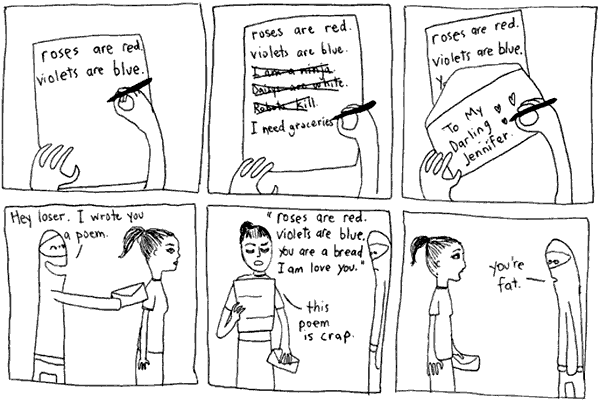 roses are red.
violets are blue.
roses are red.
violets are blue.
I am a ninja.
Daisys are white.
Robots kill.
I need groceries
roses are red.
violets are blue.
Y
To My
Darling
Jennifer.
Hey loser. I wrote you
a poem.
"roses are red.
violets are blue,
you are a bread
I am love you."
this
poem
is crap.
you're
fat.